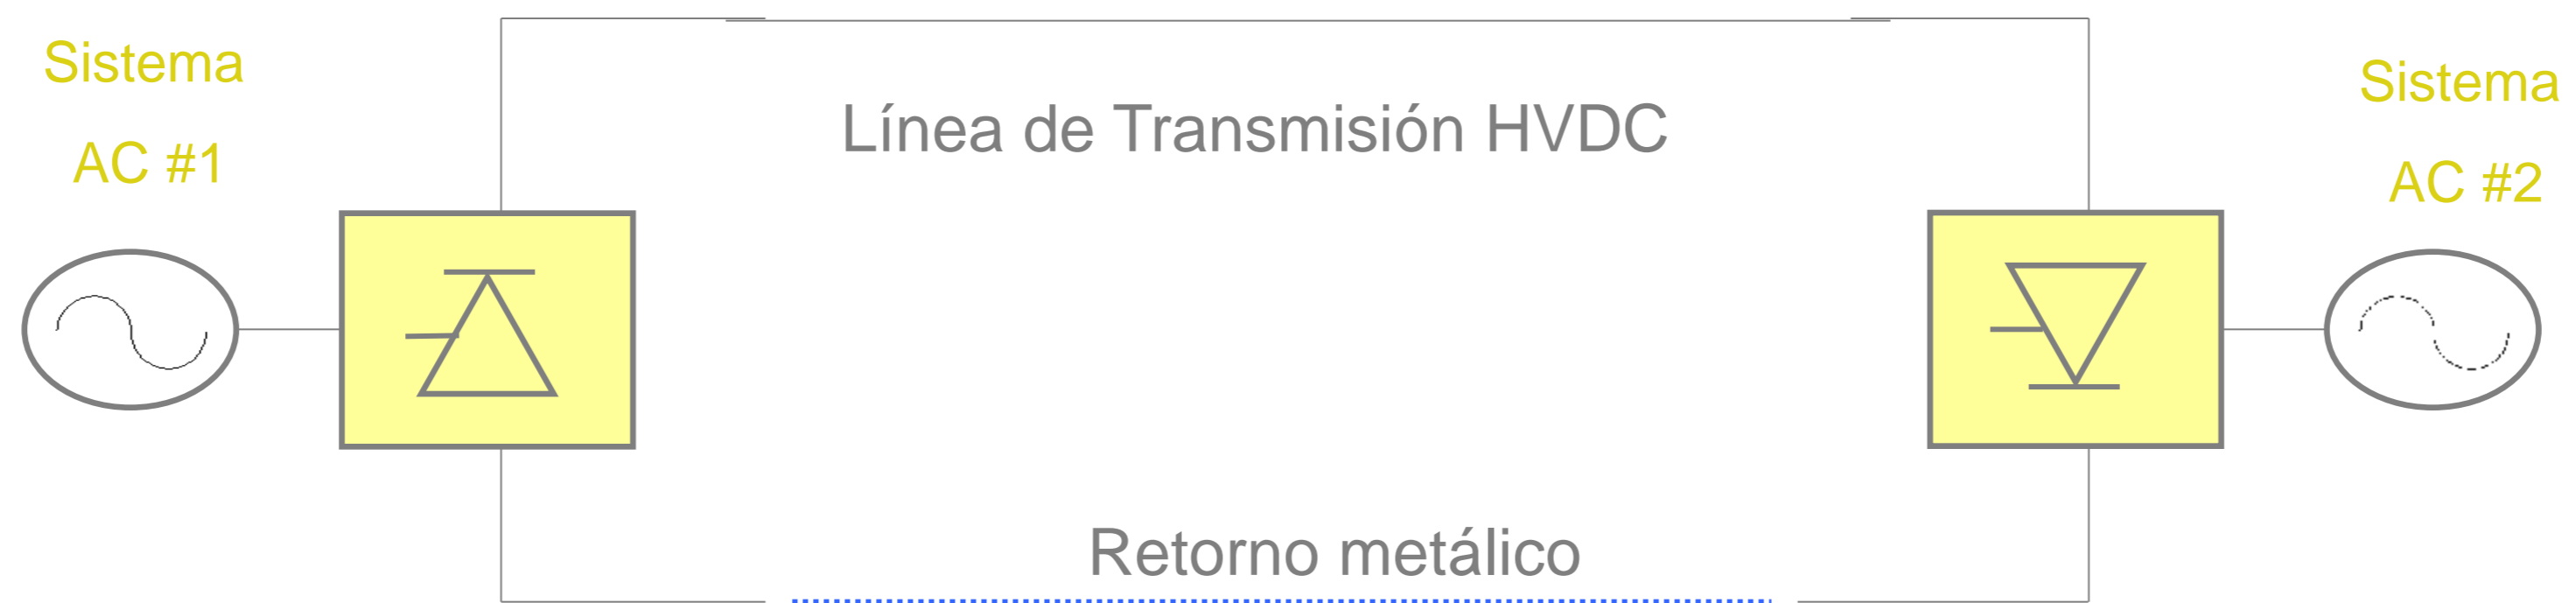 Sistema
AC #1
Línea de Transmisión HVDC
Sistema
AC #2
Retorno metálico